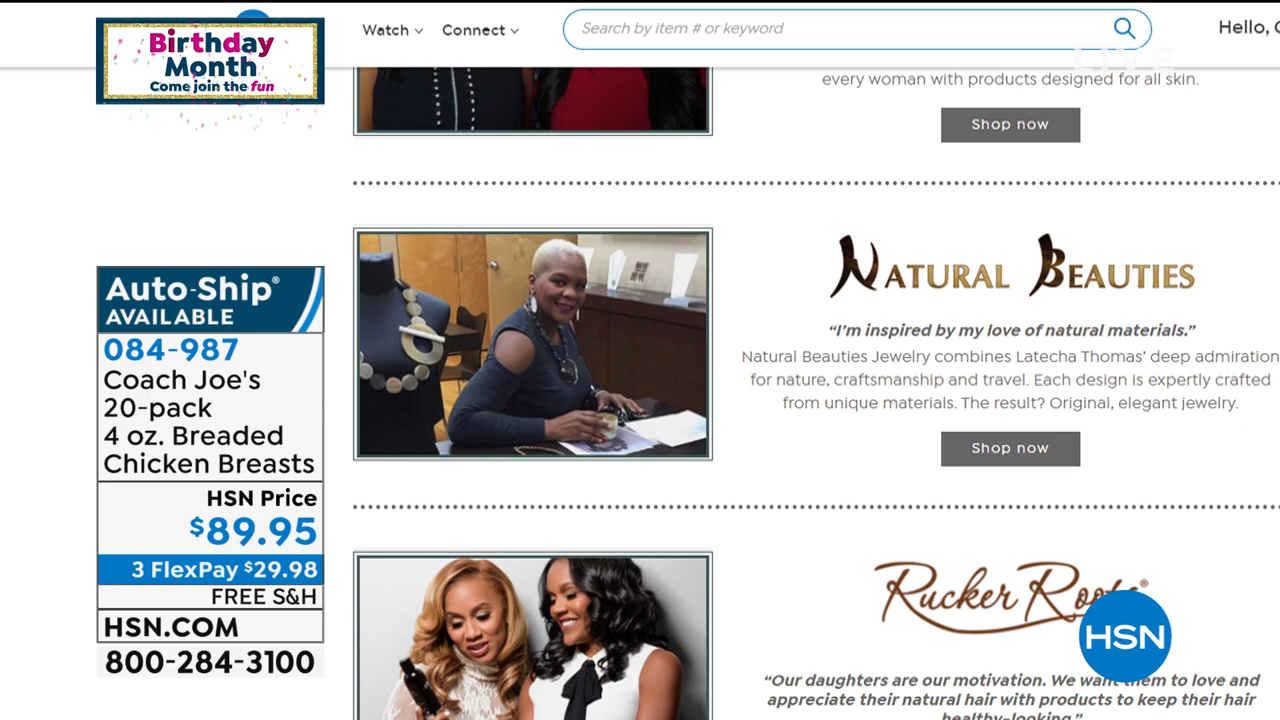 Birthday
Month
Come join the fun
Watch
Connect
Search by item # or keyword
Hello,
LIVE
every woman with products designed for all skin.
Shop now
Auto-Ship®
AVAILABLE
084-987
Coach Joe's
20-pack
4 oz. Breaded
Chicken Breasts
HSN Price
$89.95
3 FlexPay $29.98
FREE S&H
HSN.COM
800-284-3100
NATURAL BEAUTIES
“I’m inspired by my love of natural materials.”
Natural Beauties Jewelry combines Latecha Thomas’ deep admiration
for nature, craftsmanship and travel. Each design is expertly crafted
from unique materials. The result? Original, elegant jewelry.
Shop now
Rucker Roots®
HSN
“Our daughters are our motivation. We want them to love and
appreciate their natural hair with products to keep their hair
healthy-looking.”